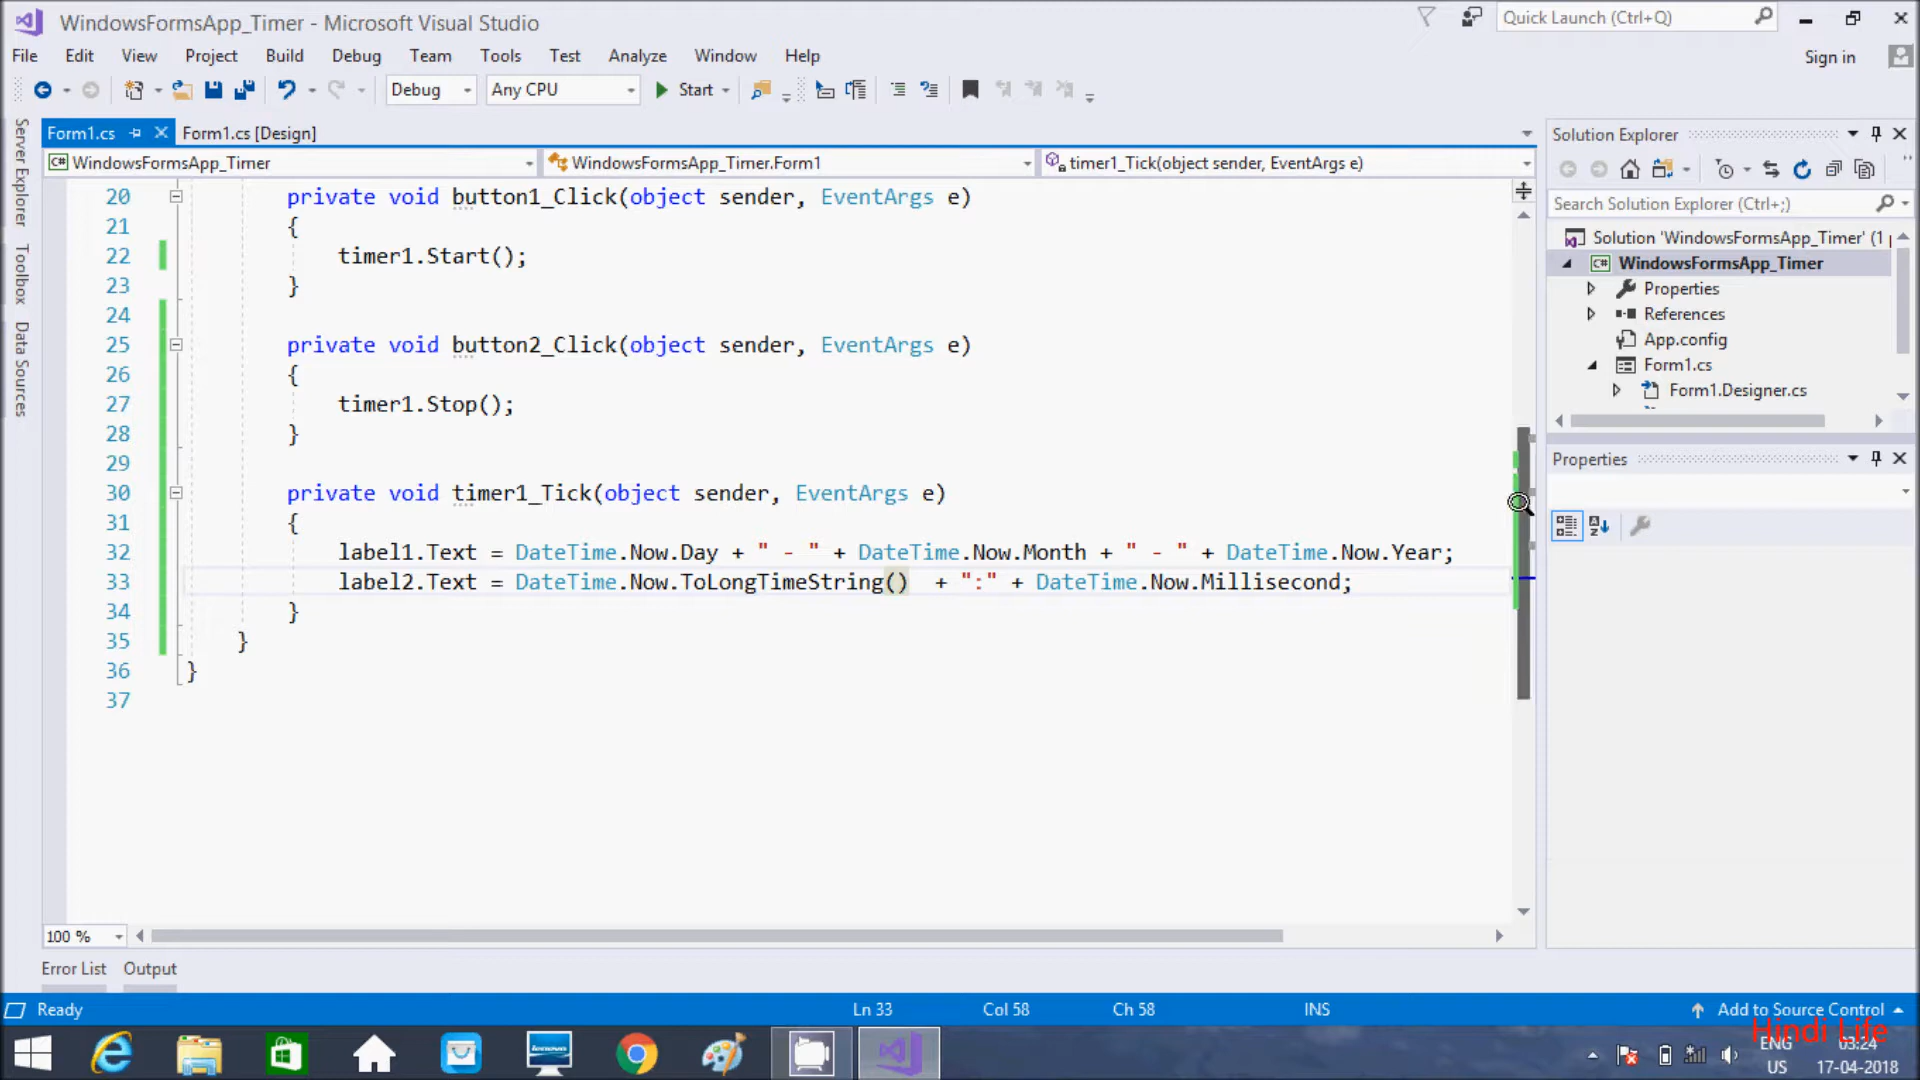 WindowsFormsApp_Timer - Microsoft Visual Studio
Quick Launch (Ctrl+Q)
File Edit View Project Build Debug Team Tools Test Analyze Window Help
Sign in
Debug Any CPU Start
Server Explorer
Toolbox
Data Sources
Form1.cs Form1.cs [Design]
C# WindowsFormsApp_Timer WindowsFormsApp_Timer.Form1 timer1_Tick(object sender, EventArgs e)
20 private void button1_Click(object sender, EventArgs e)
21 {
22 timer1.Start();
23 }
24
25 private void button2_Click(object sender, EventArgs e)
26 {
27 timer1.Stop();
28 }
29
30 private void timer1_Tick(object sender, EventArgs e)
31 {
32 label1.Text = DateTime.Now.Day + " - " + DateTime.Now.Month + " - " + DateTime.Now.Year;
33 label2.Text = DateTime.Now.ToLongTimeString() + ":" + DateTime.Now.Millisecond;
34 }
35 }
36 }
37
100 %
Solution Explorer
Search Solution Explorer (Ctrl+;)
Solution 'WindowsFormsApp_Timer' (1
C# WindowsFormsApp_Timer
Properties
References
App.config
Form1.cs
Form1.Designer.cs
Properties
Error List Output
Ready Ln 33 Col 58 Ch 58 INS Add to Source Control
Hindi Life
ENG 03:24
US 17-04-2018